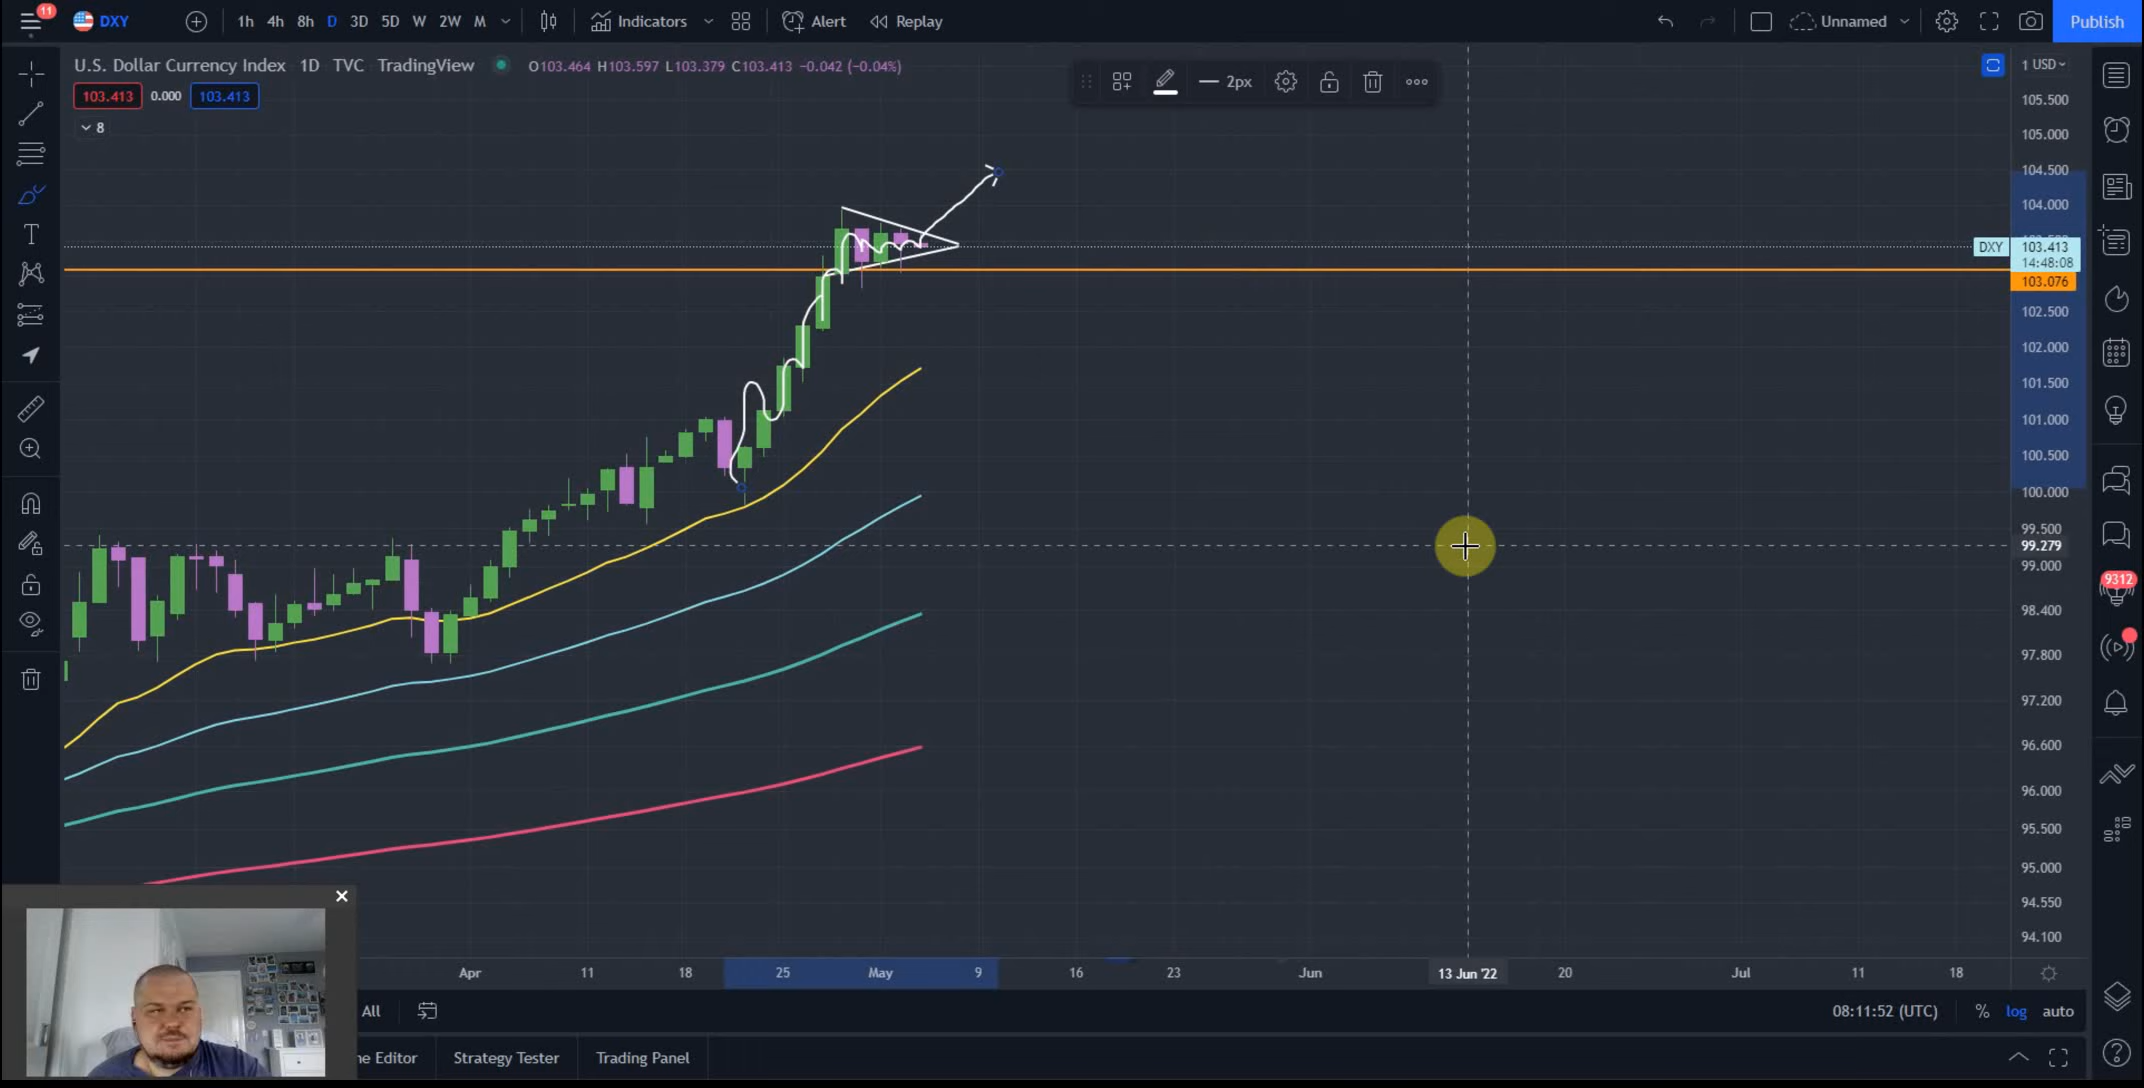 11 DXY 1h 4h 8h D 3D 5D W 2W M Indicators Alert Replay Unnamed Publish
U.S. Dollar Currency Index 1D TVC TradingView O103.464 H103.597 L103.379 C103.413 −0.042 (−0.04%)
103.413 0.000 103.413
8
2px
1 USD
105.500
105.000
104.500
104.000
DXY 103.413
14:48:08
103.076
102.500
102.000
101.500
101.000
100.500
100.000
99.500
99.279
99.000
98.400
97.800
97.200
96.600
96.000
95.500
95.000
94.550
94.100
9312
Apr 11 18 25 May 9 16 23 Jun 13 Jun '22 20 Jul 11 18
All 08:11:52 (UTC) % log auto
ne Editor Strategy Tester Trading Panel